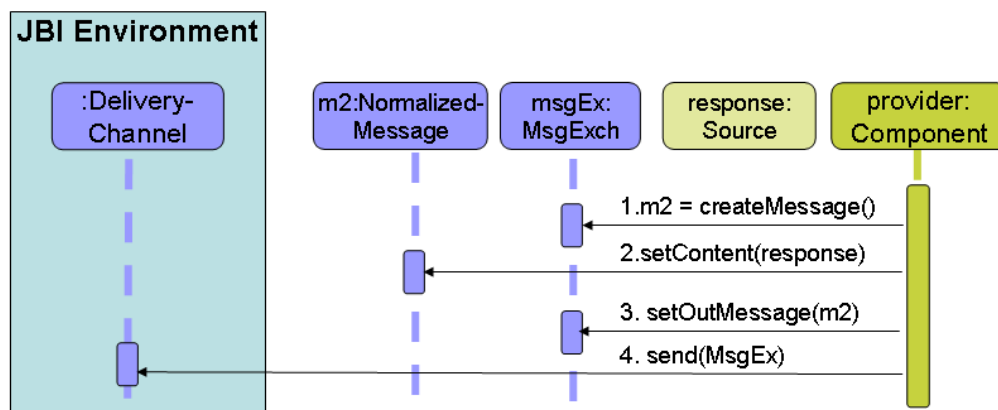 JBI Environment
:Delivery-
Channel
m2:Normalized-
Message
msgEx:
MsgExch
response:
Source
provider:
Component
1.m2 = createMessage()
2.setContent(response)
3. setOutMessage(m2)
4. send(MsgEx)